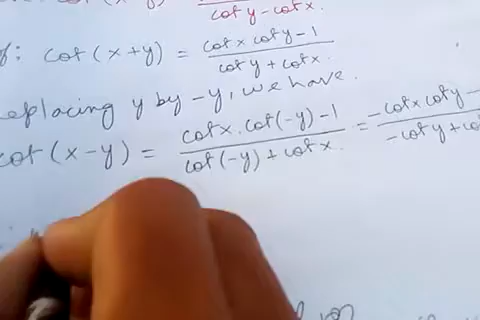 cot y - cot x.
f: cot (x+y) = (cot x cot y - 1) / (cot y + cot x.)
eplacing y by -y, we have.
cot (x-y) = (cot x. cot(-y) - 1) / (cot(-y) + cot x.) = (-cot x cot y - / -cot y + co